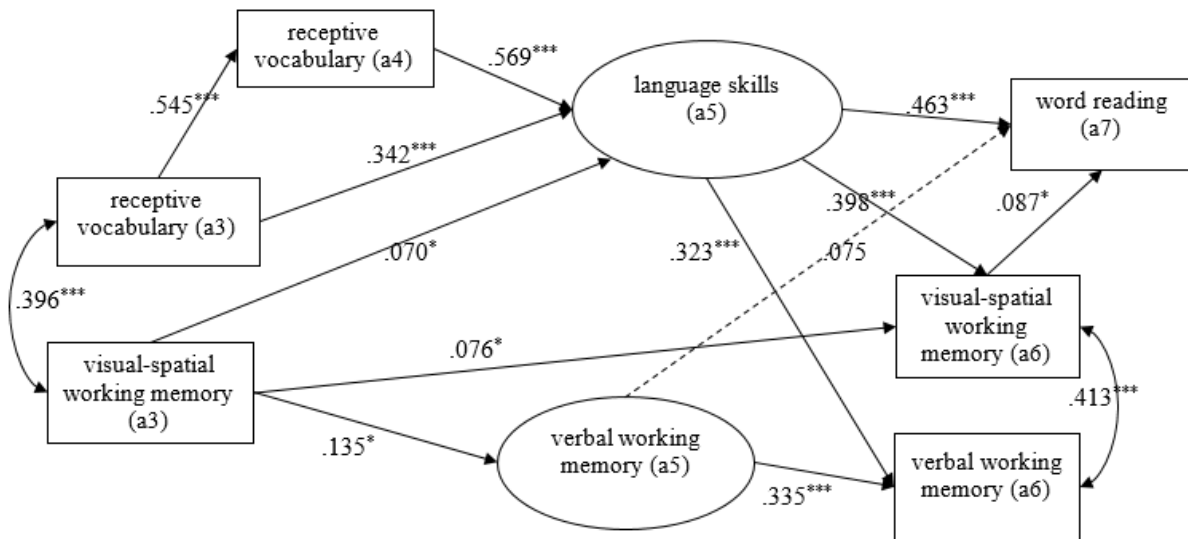 receptive
vocabulary (a4)
.569***
language skills
(a5)
.463***
word reading
(a7)
.545***
.342***
receptive
vocabulary (a3)
.398***
.087*
.070*
.323***
.075
.396***
visual-spatial
working
memory (a6)
visual-spatial
working memory
(a3)
.076*
.413***
.135*
verbal working
memory (a5)
.335***
verbal working
memory (a6)